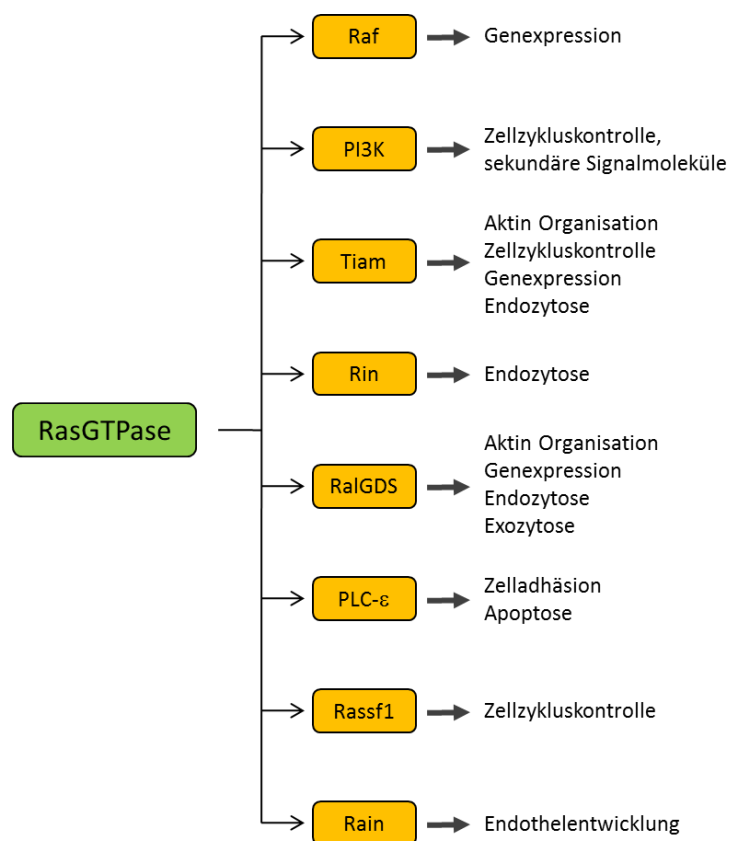 Raf
Genexpression
PI3K
Zellzykluskontrolle,
sekundäre Signalmoleküle
Tiam
Aktin Organisation
Zellzykluskontrolle
Genexpression
Endozytose
Rin
Endozytose
RasGTPase
RalGDS
Aktin Organisation
Genexpression
Endozytose
Exozytose
PLC-ε
Zelladhäsion
Apoptose
Rassf1
Zellzykluskontrolle
Rain
Endothelentwicklung